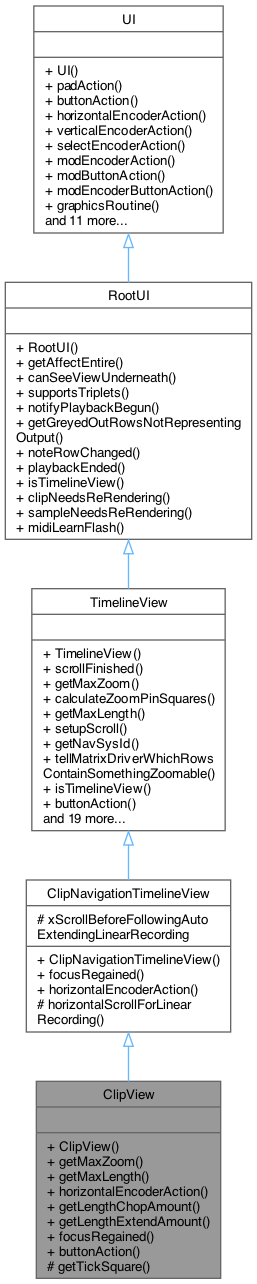 UI
+ UI()
+ padAction()
+ buttonAction()
+ horizontalEncoderAction()
+ verticalEncoderAction()
+ selectEncoderAction()
+ modEncoderAction()
+ modButtonAction()
+ modEncoderButtonAction()
+ graphicsRoutine()
and 11 more...
RootUI
+ RootUI()
+ getAffectEntire()
+ canSeeViewUnderneath()
+ supportsTriplets()
+ notifyPlaybackBegun()
+ getGreyedOutRowsNotRepresenting
Output()
+ noteRowChanged()
+ playbackEnded()
+ isTimelineView()
+ clipNeedsReRendering()
+ sampleNeedsReRendering()
+ midiLearnFlash()
TimelineView
+ TimelineView()
+ scrollFinished()
+ getMaxZoom()
+ calculateZoomPinSquares()
+ getMaxLength()
+ setupScroll()
+ getNavSysId()
+ tellMatrixDriverWhichRows
ContainSomethingZoomable()
+ isTimelineView()
+ buttonAction()
and 19 more...
ClipNavigationTimelineView
# xScrollBeforeFollowingAuto
ExtendingLinearRecording
+ ClipNavigationTimelineView()
+ focusRegained()
+ horizontalEncoderAction()
# horizontalScrollForLinear
Recording()
ClipView
+ ClipView()
+ getMaxZoom()
+ getMaxLength()
+ horizontalEncoderAction()
+ getLengthChopAmount()
+ getLengthExtendAmount()
+ focusRegained()
+ buttonAction()
# getTickSquare()